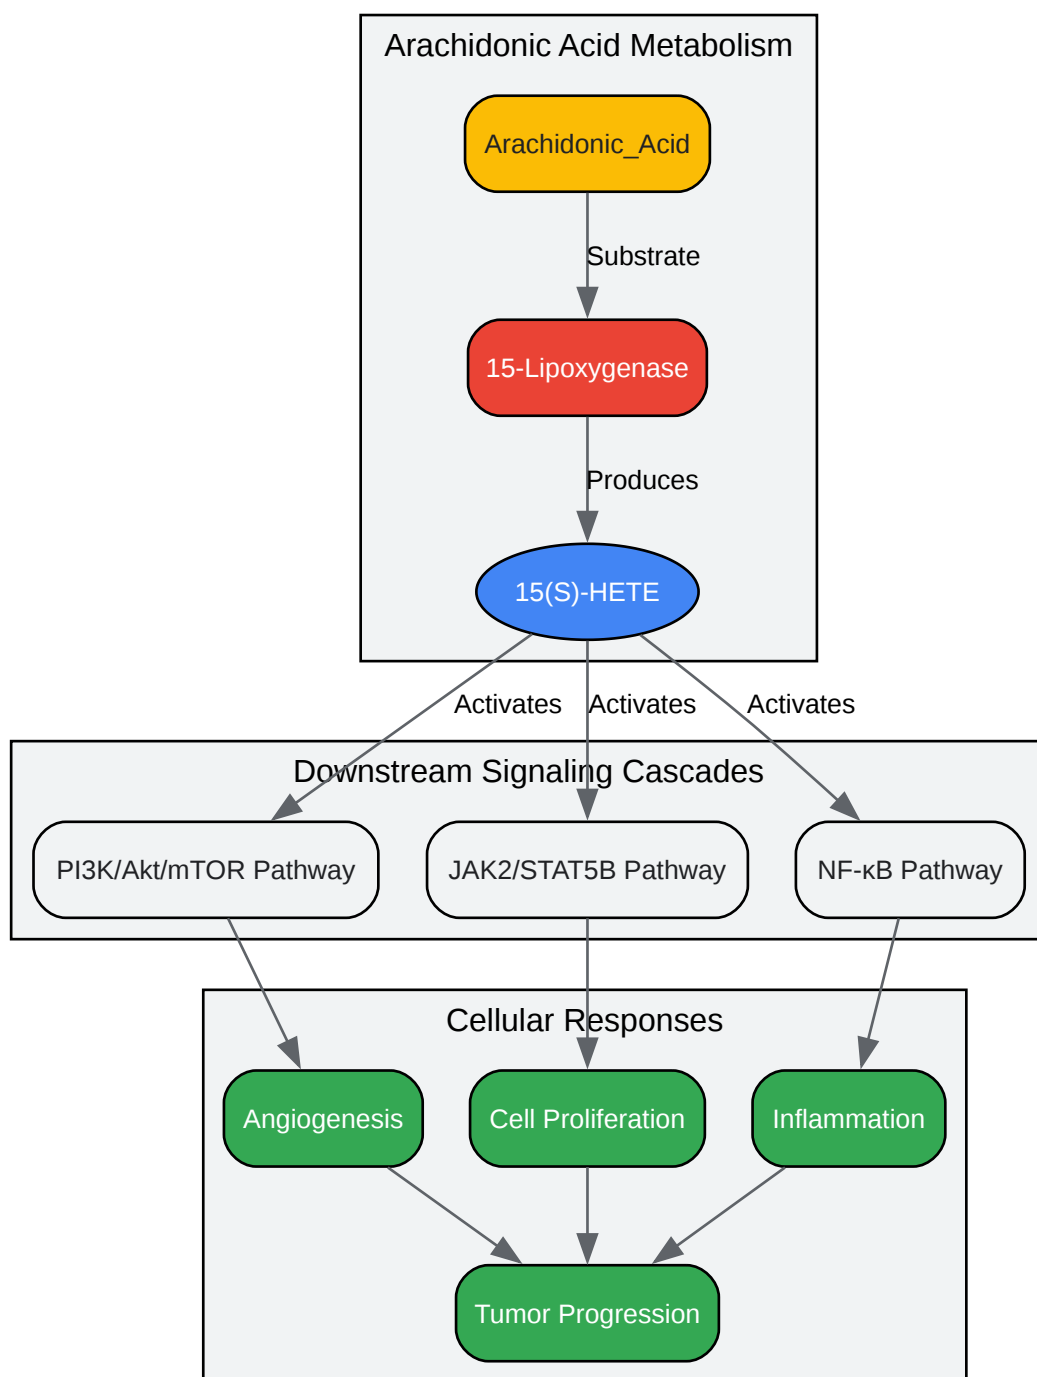 Arachidonic Acid Metabolism
Arachidonic_Acid
Substrate
15-Lipoxygenase
Produces
15(S)-HETE
Activates
Activates
Activates
Downstream Signaling Cascades
PI3K/Akt/mTOR Pathway
JAK2/STAT5B Pathway
NF-κB Pathway
Cellular Responses
Angiogenesis
Cell Proliferation
Inflammation
Tumor Progression